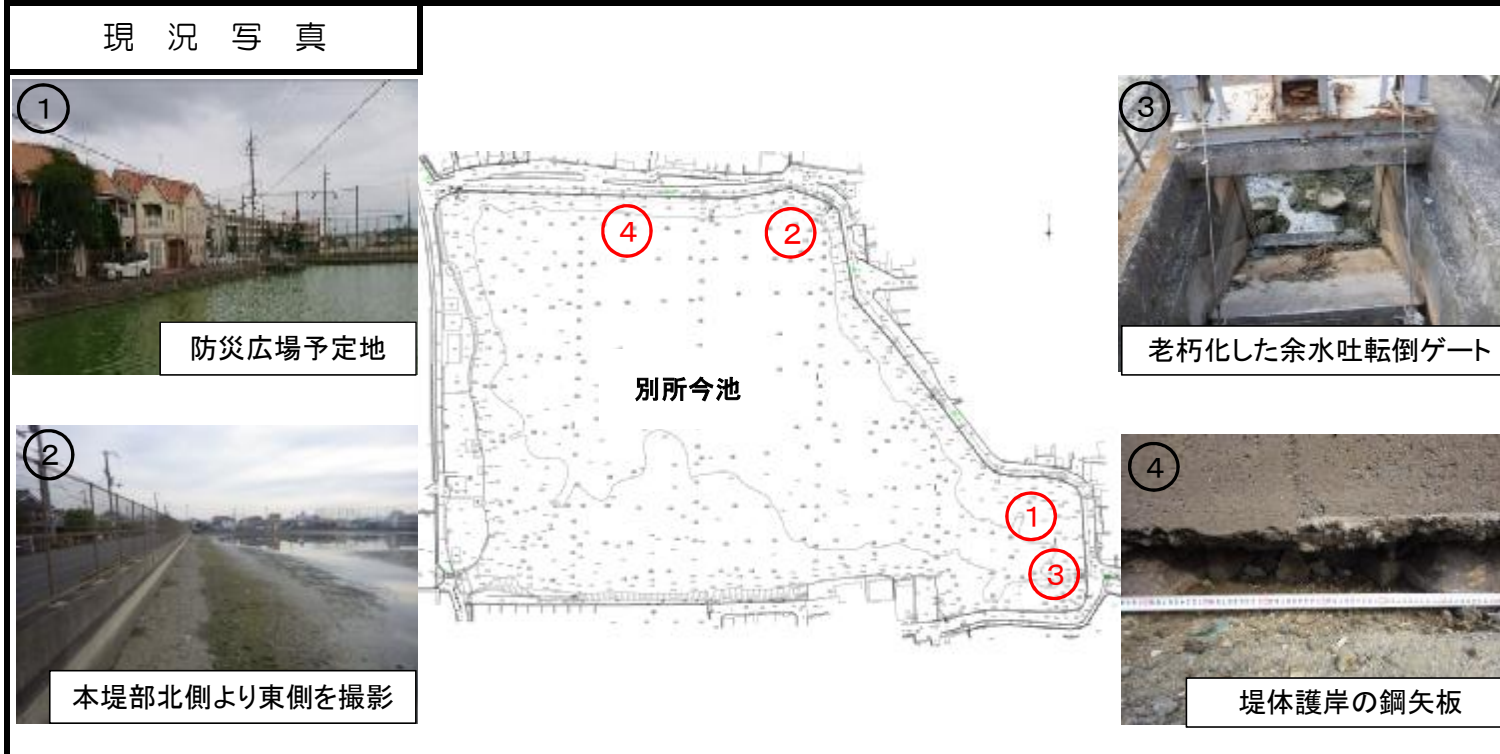 現況写真
①
防災広場予定地
②
本堤部北側より東側を撮影
④
②
別所今池
①
③
③
老朽化した余水吐転倒ゲート
④
堤体護岸の鋼矢板